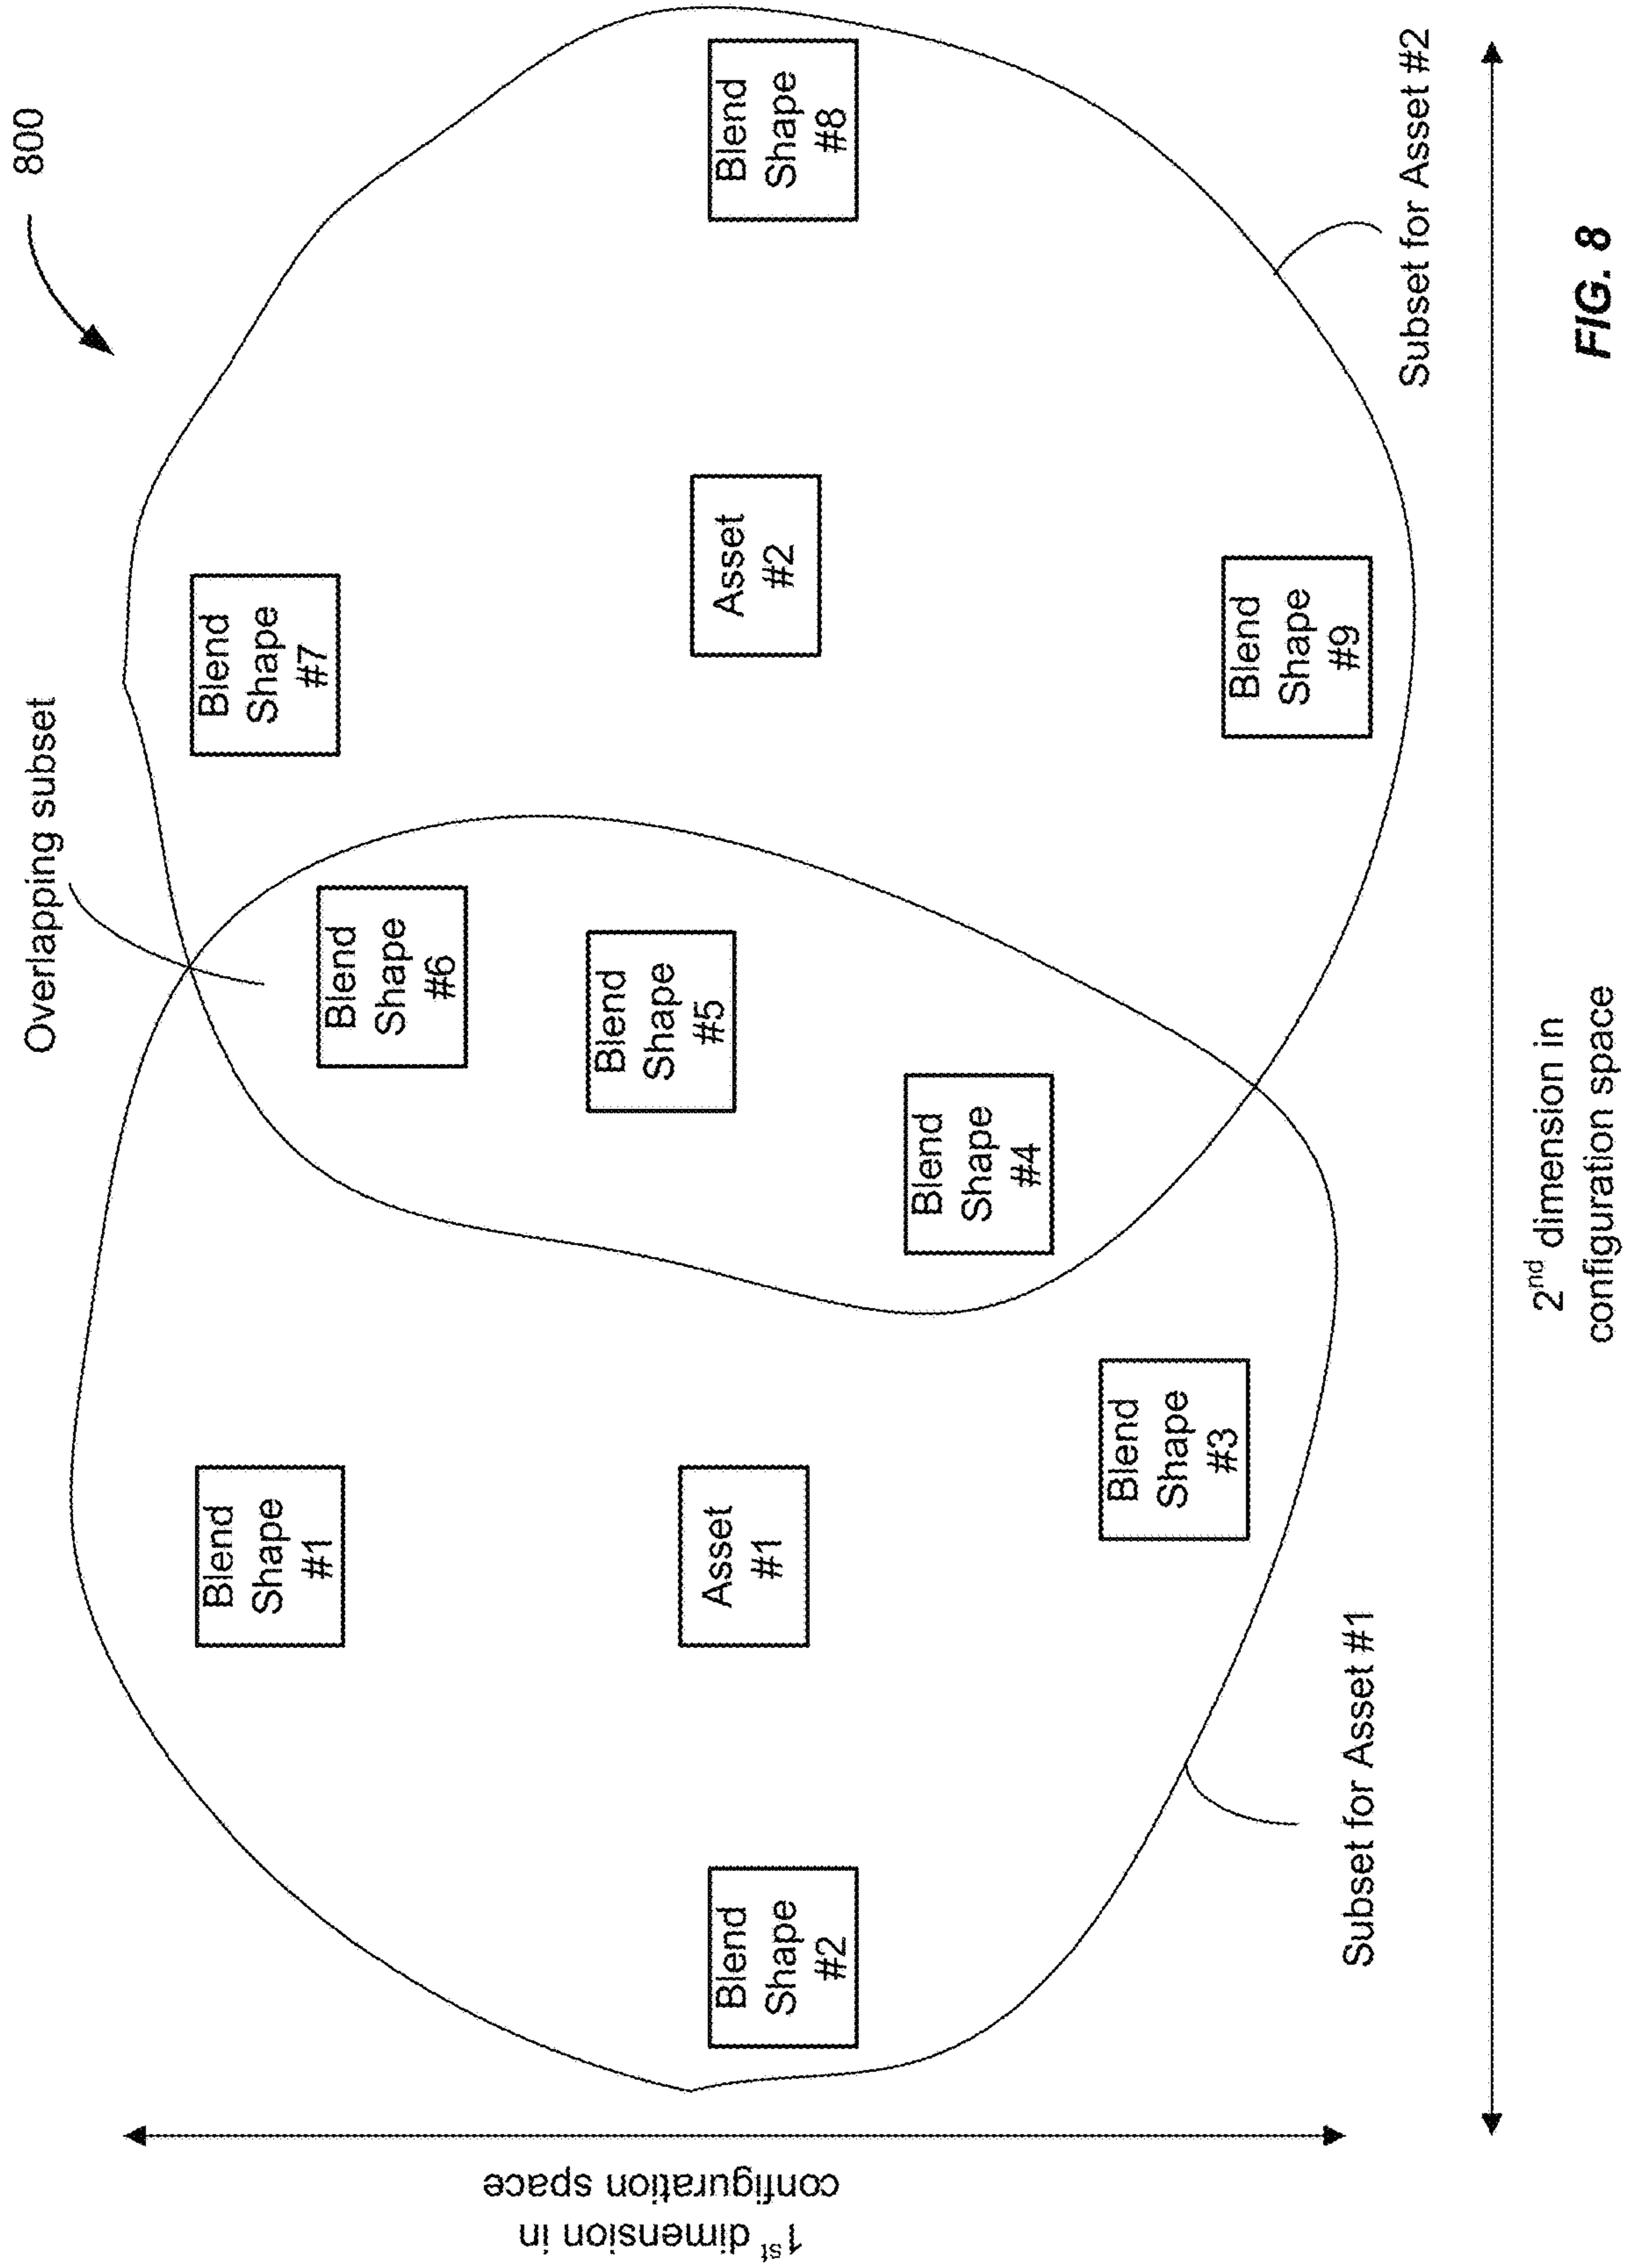 800
Overlapping subset
Blend
Shape
#1
Blend
Shape
#6
Blend
Shape
#7
Blend
Shape
#5
Blend
Shape
#2
Asset
#1
Asset
#2
Blend
Shape
#8
Blend
Shape
#4
Blend
Shape
#3
Blend
Shape
#9
Subset for Asset #1
Subset for Asset #2
1st dimension in
configuration space
2nd dimension in
configuration space
FIG. 8